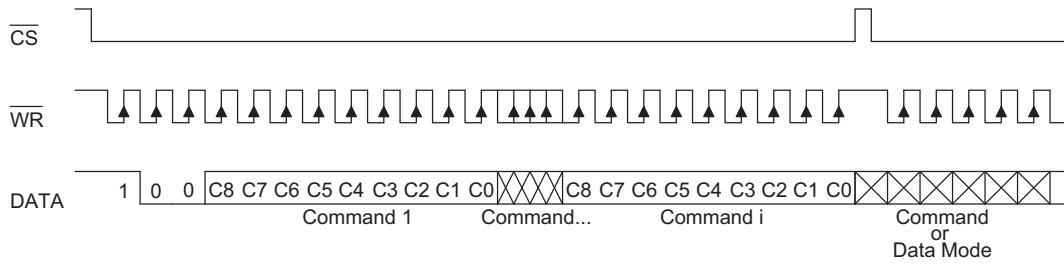 CS
WR
DATA 1 0 0 C8 C7 C6 C5 C4 C3 C2 C1 C0 C8 C7 C6 C5 C4 C3 C2 C1 C0
Command 1 Command... Command i Command
or
Data Mode